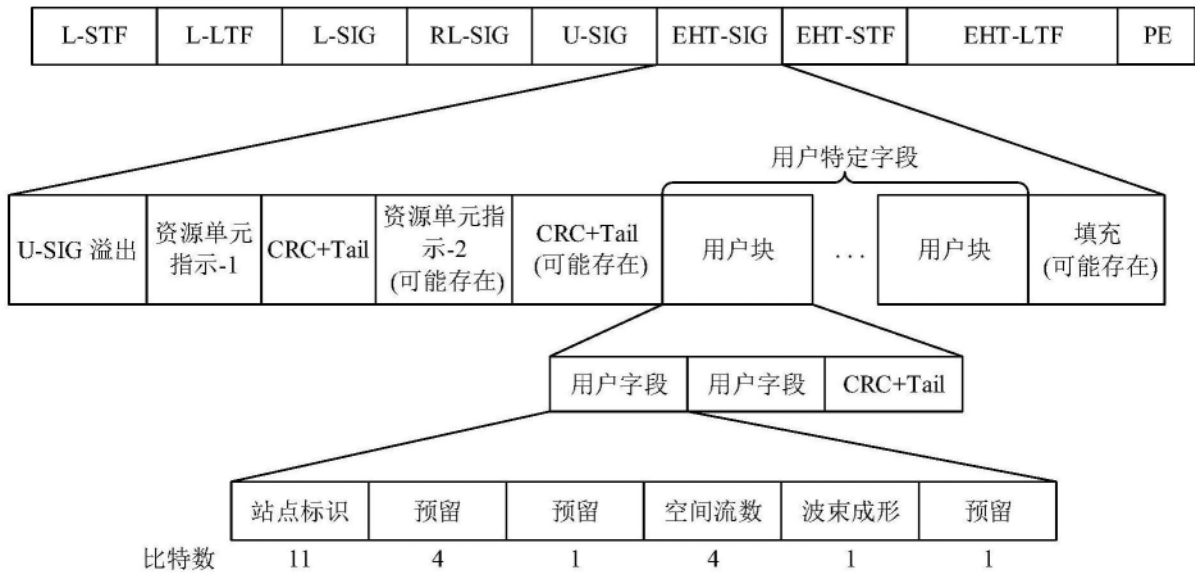 L-STF L-LTF L-SIG RL-SIG U-SIG EHT-SIG EHT-STF EHT-LTF PE
用户特定字段
U-SIG 溢出
资源单元
指示-1
CRC+Tail
资源单元指
示-2
(可能存在)
CRC+Tail
(可能存在)
用户块
...
用户块
填充
(可能存在)
用户字段 用户字段 CRC+Tail
站点标识 预留 预留 空间流数 波束成形 预留
比特数 11 4 1 4 1 1